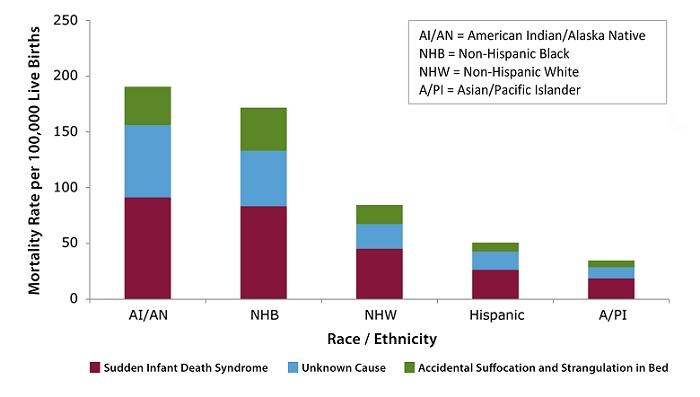 Mortality Rate per 100,000 Live Births
250
200
150
100
50
0
AI/AN = American Indian/Alaska Native
NHB = Non-Hispanic Black
NHW = Non-Hispanic White
A/PI = Asian/Pacific Islander
AI/AN NHB NHW Hispanic A/PI
Race / Ethnicity
Sudden Infant Death Syndrome Unknown Cause Accidental Suffocation and Strangulation in Bed